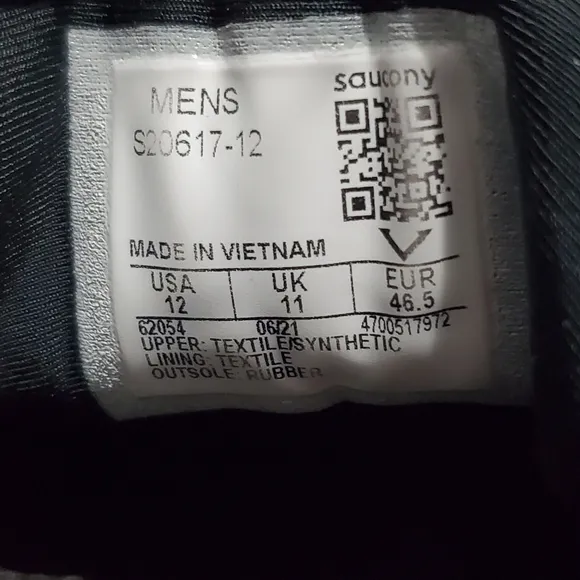 saucony
MENS
S20617-12
MADE IN VIETNAM
USA UK EUR
12 11 46.5
62054 06/21 4700517972
UPPER: TEXTILE/SYNTHETIC
LINING: TEXTILE
OUTSOLE: RUBBER